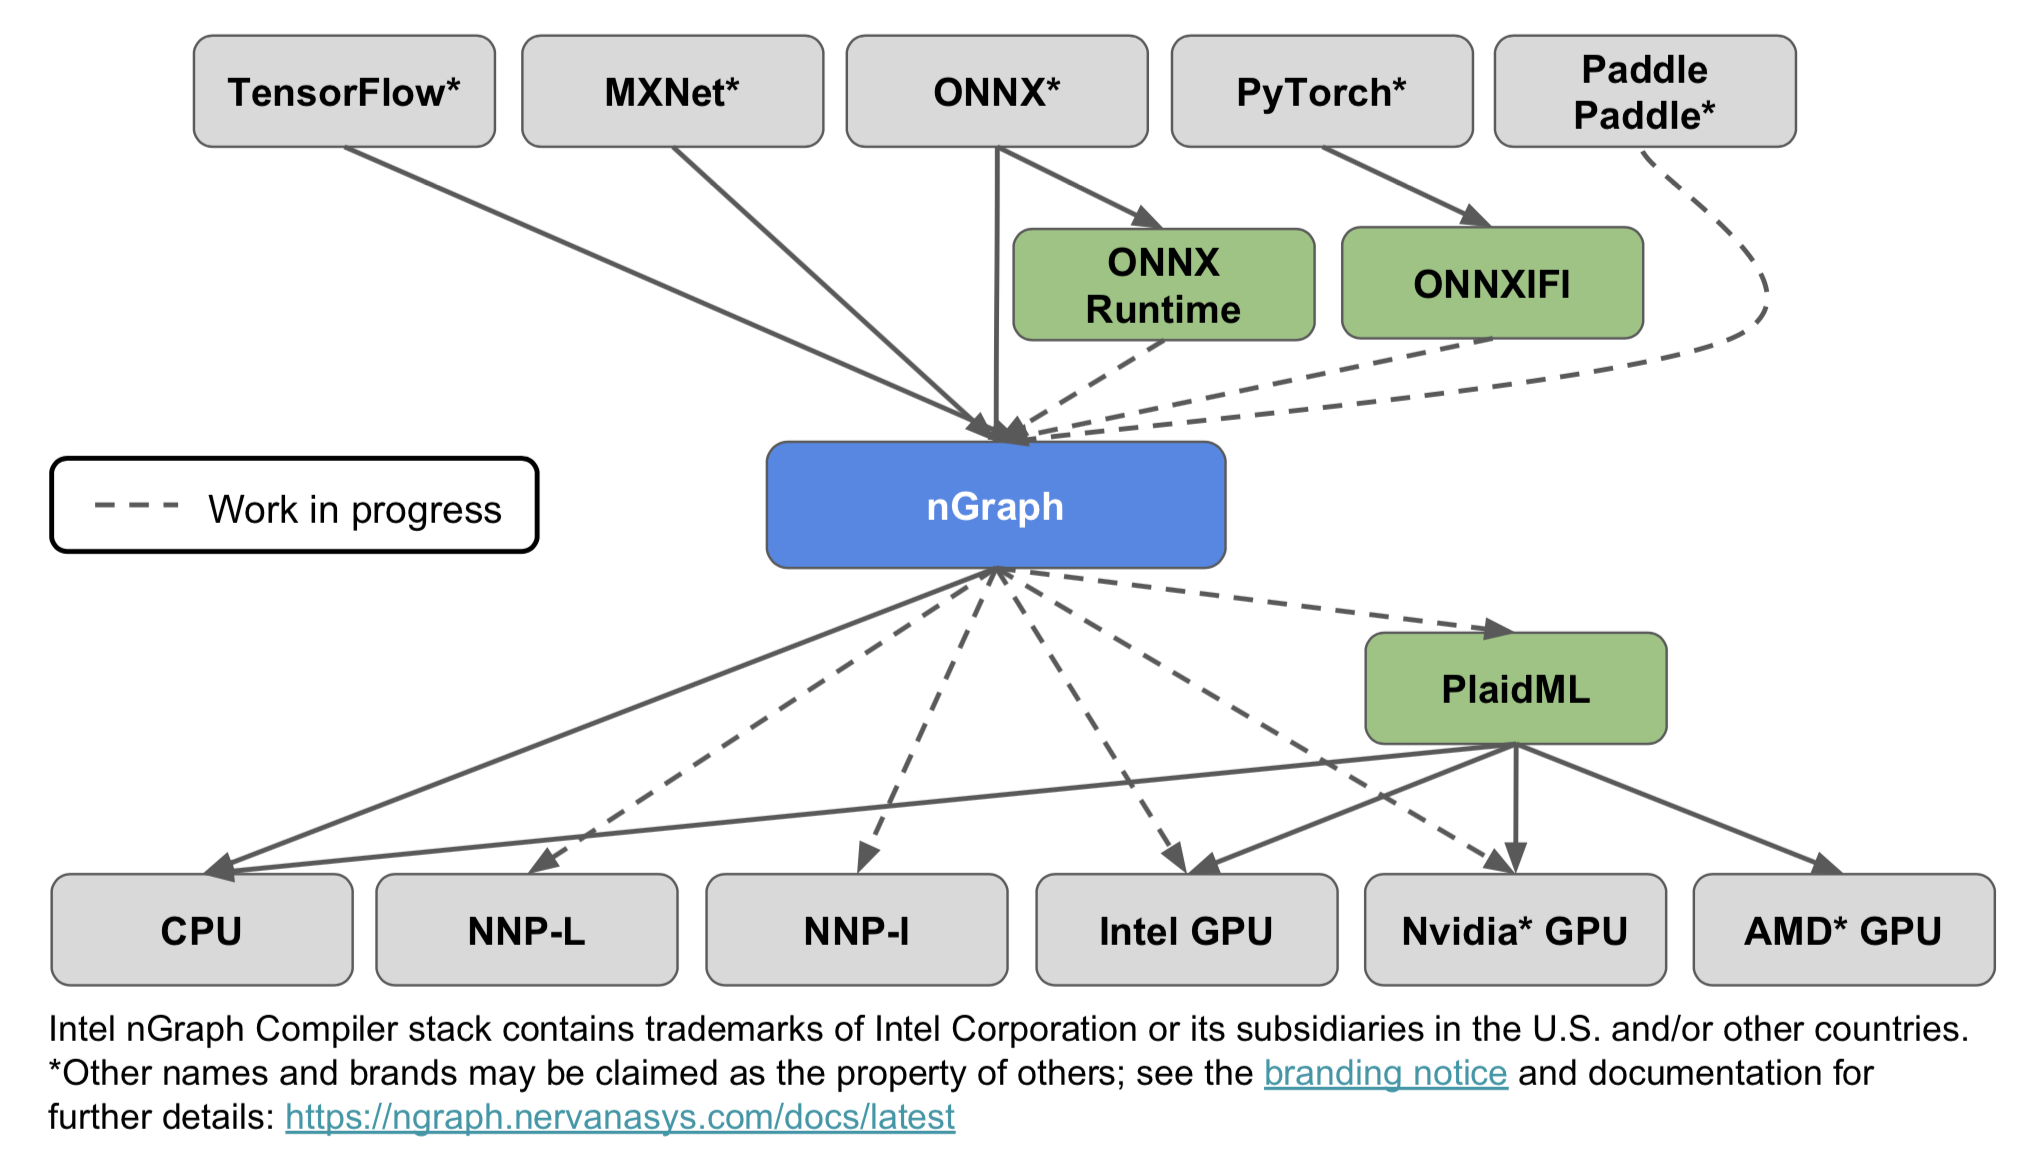 TensorFlow*
MXNet*
ONNX*
PyTorch*
Paddle
Paddle*
ONNX
Runtime
ONNXIFI
Work in progress
nGraph
PlaidML
CPU
NNP-L
NNP-I
Intel GPU
Nvidia* GPU
AMD* GPU
Intel nGraph Compiler stack contains trademarks of Intel Corporation or its subsidiaries in the U.S. and/or other countries.
*Other names and brands may be claimed as the property of others; see the branding notice and documentation for
further details: https://ngraph.nervanasys.com/docs/latest